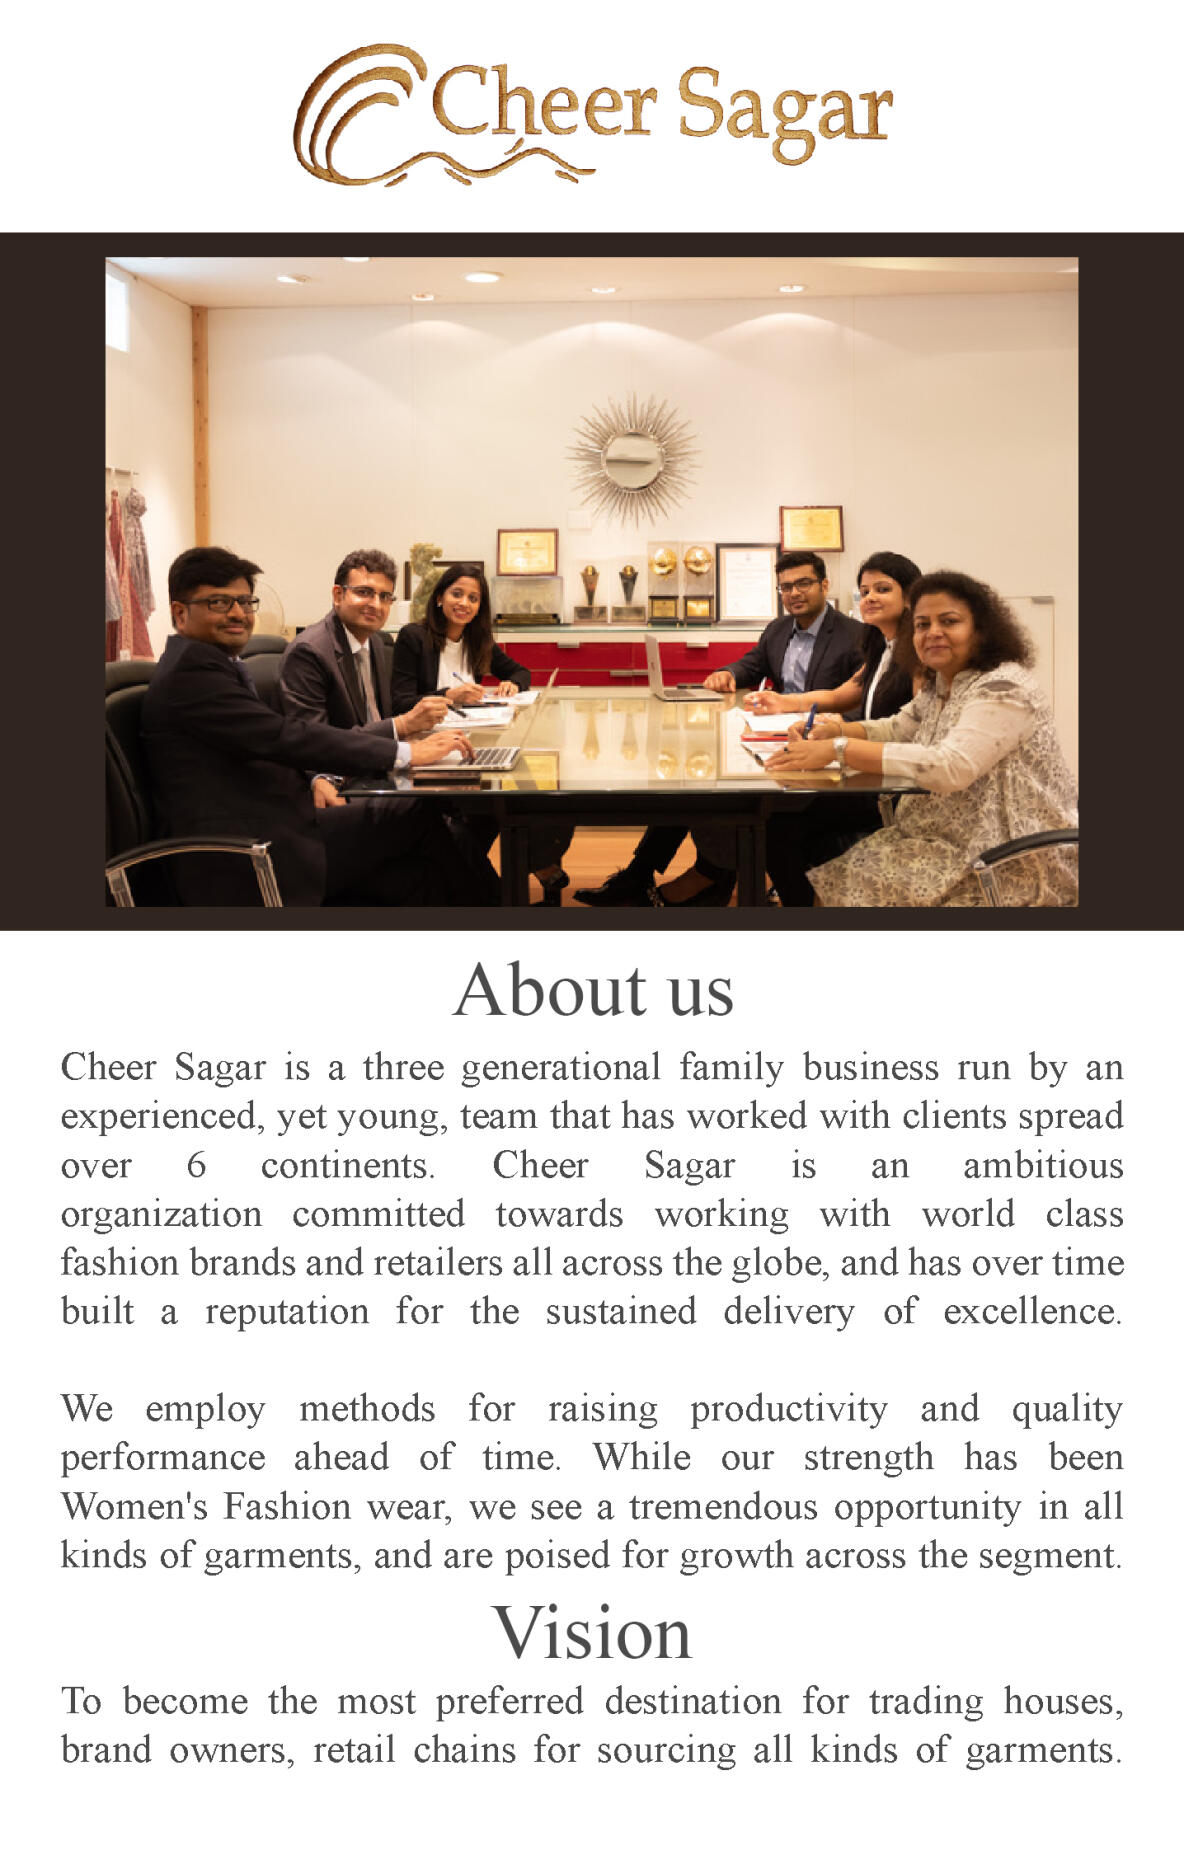 Cheer Sagar
About us
Cheer Sagar is a three generational family business run by an
experienced, yet young, team that has worked with clients spread
over 6 continents. Cheer Sagar is an ambitious
organization committed towards working with world class
fashion brands and retailers all across the globe, and has over time
built a reputation for the sustained delivery of excellence.
We employ methods for raising productivity and quality
performance ahead of time. While our strength has been
Women's Fashion wear, we see a tremendous opportunity in all
kinds of garments, and are poised for growth across the segment.
Vision
To become the most preferred destination for trading houses,
brand owners, retail chains for sourcing all kinds of garments.